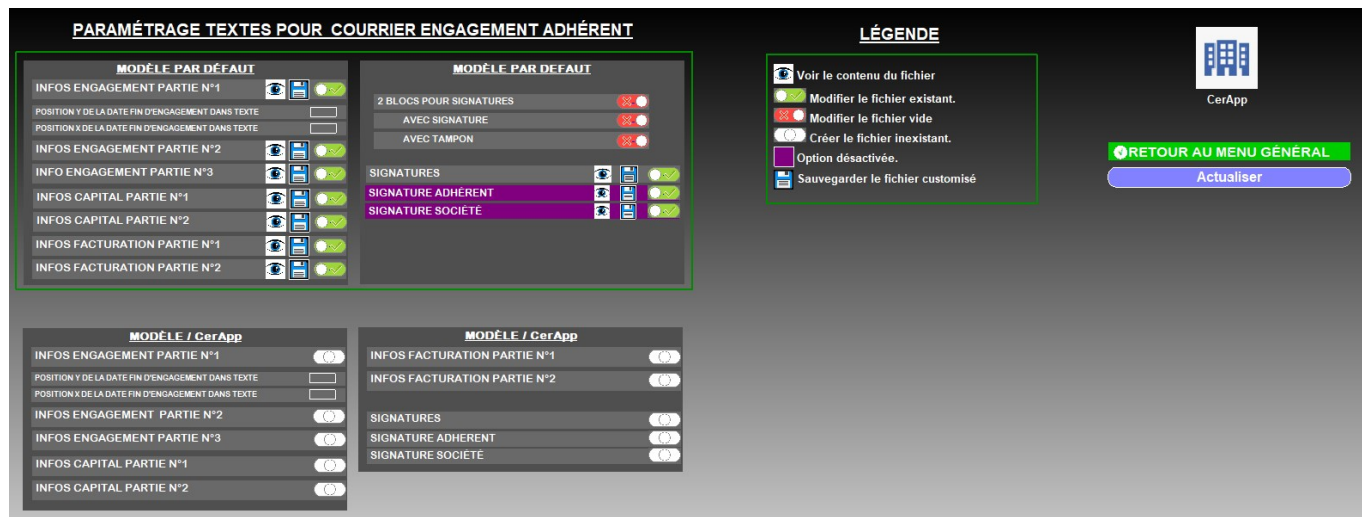 PARAMÉTRAGE TEXTES POUR COURRIER ENGAGEMENT ADHÉRENT
MODÈLE PAR DÉFAUT
INFOS ENGAGEMENT PARTIE N°1
POSITION Y DE LA DATE FIN D'ENGAGEMENT DANS TEXTE
POSITION X DE LA DATE FIN D'ENGAGEMENT DANS TEXTE
INFOS ENGAGEMENT PARTIE N°2
INFO ENGAGEMENT PARTIE N°3
INFOS CAPITAL PARTIE N°1
INFOS CAPITAL PARTIE N°2
INFOS FACTURATION PARTIE N°1
INFOS FACTURATION PARTIE N°2
MODÈLE PAR DEFAUT
2 BLOCS POUR SIGNATURES
AVEC SIGNATURE
AVEC TAMPON
SIGNATURES
SIGNATURE ADHÉRENT
SIGNATURE SOCIÉTÉ
LÉGENDE
Voir le contenu du fichier
Modifier le fichier existant.
Modifier le fichier vide
Créer le fichier inexistant.
Option désactivée.
Sauvegarder le fichier customisé
CerApp
RETOUR AU MENU GÉNÉRAL
Actualiser
MODÈLE / CerApp
INFOS ENGAGEMENT PARTIE N°1
POSITION Y DE LA DATE FIN D'ENGAGEMENT DANS TEXTE
POSITION X DE LA DATE FIN D'ENGAGEMENT DANS TEXTE
INFOS ENGAGEMENT PARTIE N°2
INFOS ENGAGEMENT PARTIE N°3
INFOS CAPITAL PARTIE N°1
INFOS CAPITAL PARTIE N°2
MODÈLE / CerApp
INFOS FACTURATION PARTIE N°1
INFOS FACTURATION PARTIE N°2
SIGNATURES
SIGNATURE ADHERENT
SIGNATURE SOCIÉTÉ